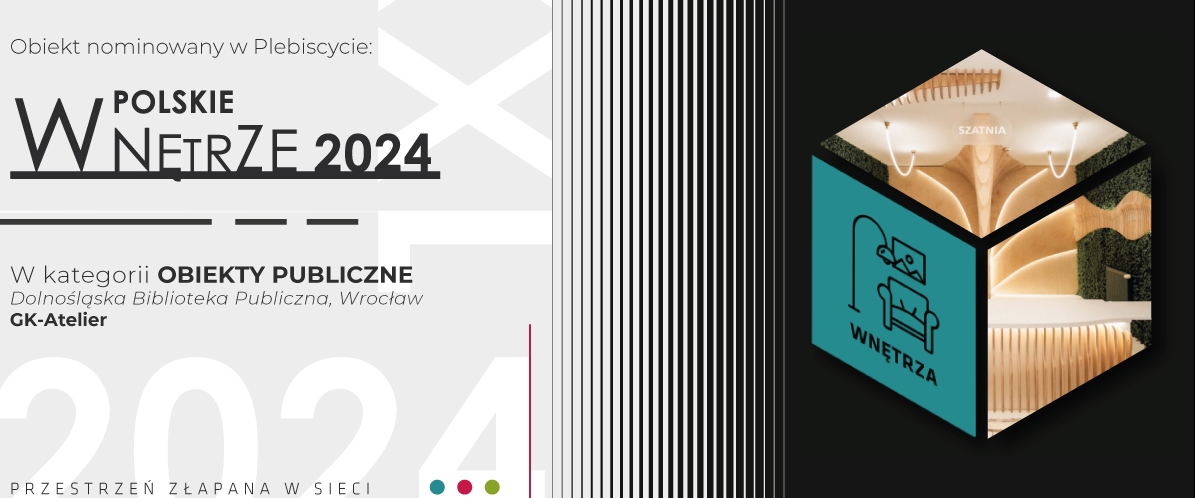 Obiekt nominowany w Plebiscycie:
POLSKIE
WNĘTRZE 2024
W kategorii OBIEKTY PUBLICZNE
Dolnośląska Biblioteka Publiczna, Wrocław
GK-Atelier
2024
PRZESTRZEŃ ZŁAPANA W SIECI
SZATNIA
WNĘTRZA